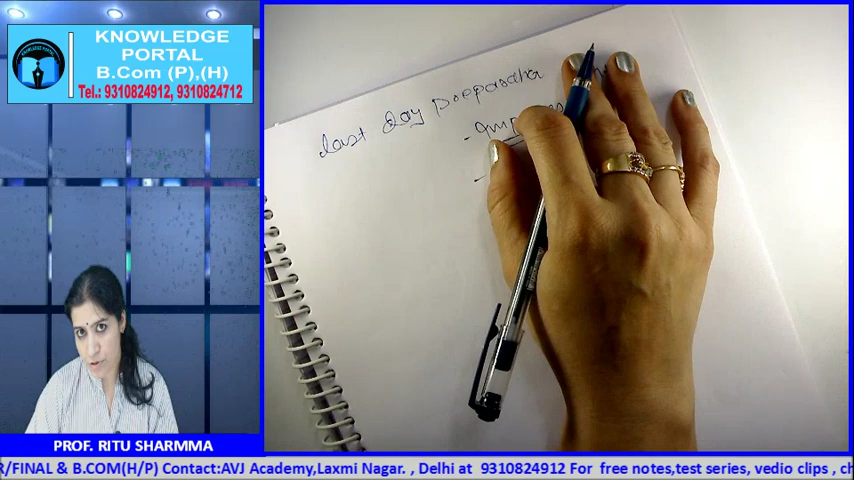 KNOWLEDGE
PORTAL
B.Com (P),(H)
Tel.: 9310824912, 9310824712
last day preparation
PROF. RITU SHARMMA
R/FINAL & B.COM(H/P) Contact:AVJ Academy,Laxmi Nagar. , Delhi at 9310824912 For free notes,test series, vedio clips , ch